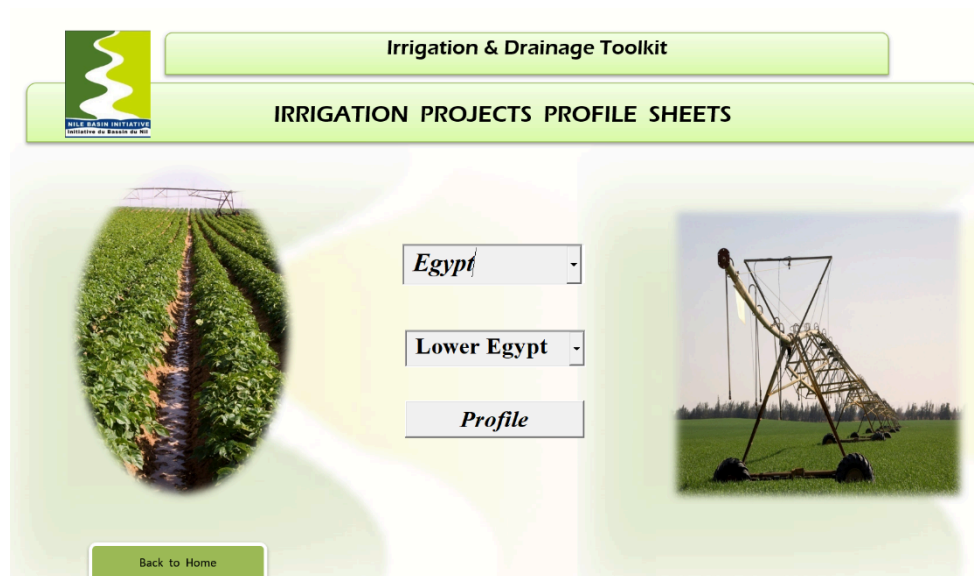 Irrigation & Drainage Toolkit
NILE BASIN INITIATIVE
Initiative du Bassin du Nil
IRRIGATION PROJECTS PROFILE SHEETS
Egypt
Lower Egypt
Profile
Back to Home